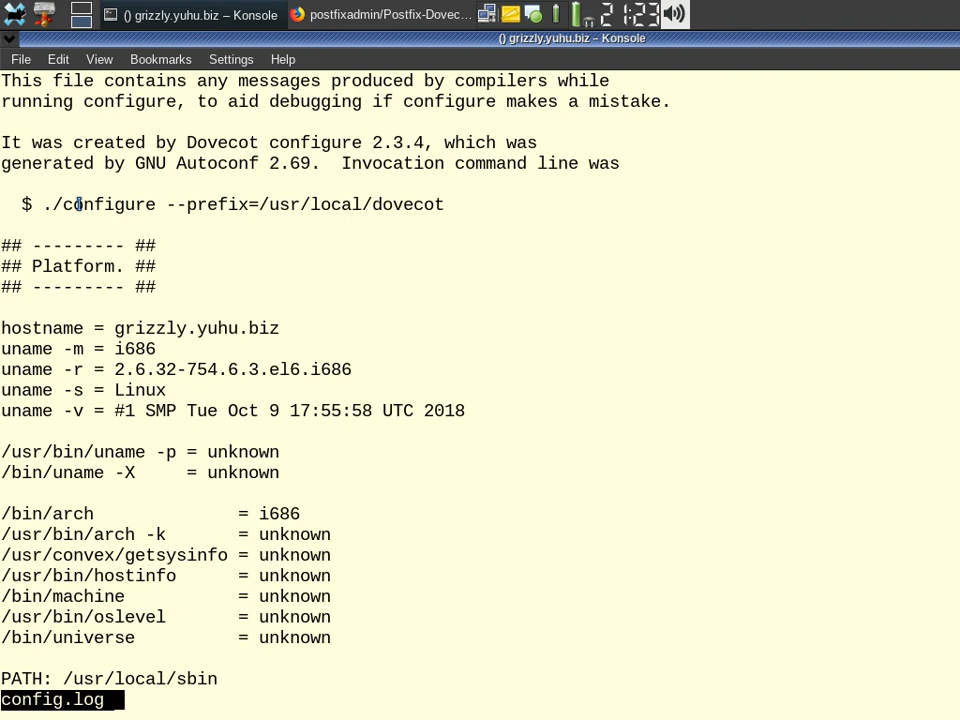 () grizzly.yuhu.biz – Konsole
postfixadmin/Postfix-Dovec...
21:23
() grizzly.yuhu.biz – Konsole
File Edit View Bookmarks Settings Help
This file contains any messages produced by compilers while
running configure, to aid debugging if configure makes a mistake.
It was created by Dovecot configure 2.3.4, which was
generated by GNU Autoconf 2.69.  Invocation command line was
$ ./configure --prefix=/usr/local/dovecot
## --------- ##
## Platform. ##
## --------- ##
hostname = grizzly.yuhu.biz
uname -m = i686
uname -r = 2.6.32-754.6.3.el6.i686
uname -s = Linux
uname -v = #1 SMP Tue Oct 9 17:55:58 UTC 2018
/usr/bin/uname -p = unknown
/bin/uname -X     = unknown
/bin/arch              = i686
/usr/bin/arch -k       = unknown
/usr/convex/getsysinfo = unknown
/usr/bin/hostinfo      = unknown
/bin/machine           = unknown
/usr/bin/oslevel       = unknown
/bin/universe          = unknown
PATH: /usr/local/sbin
config.log